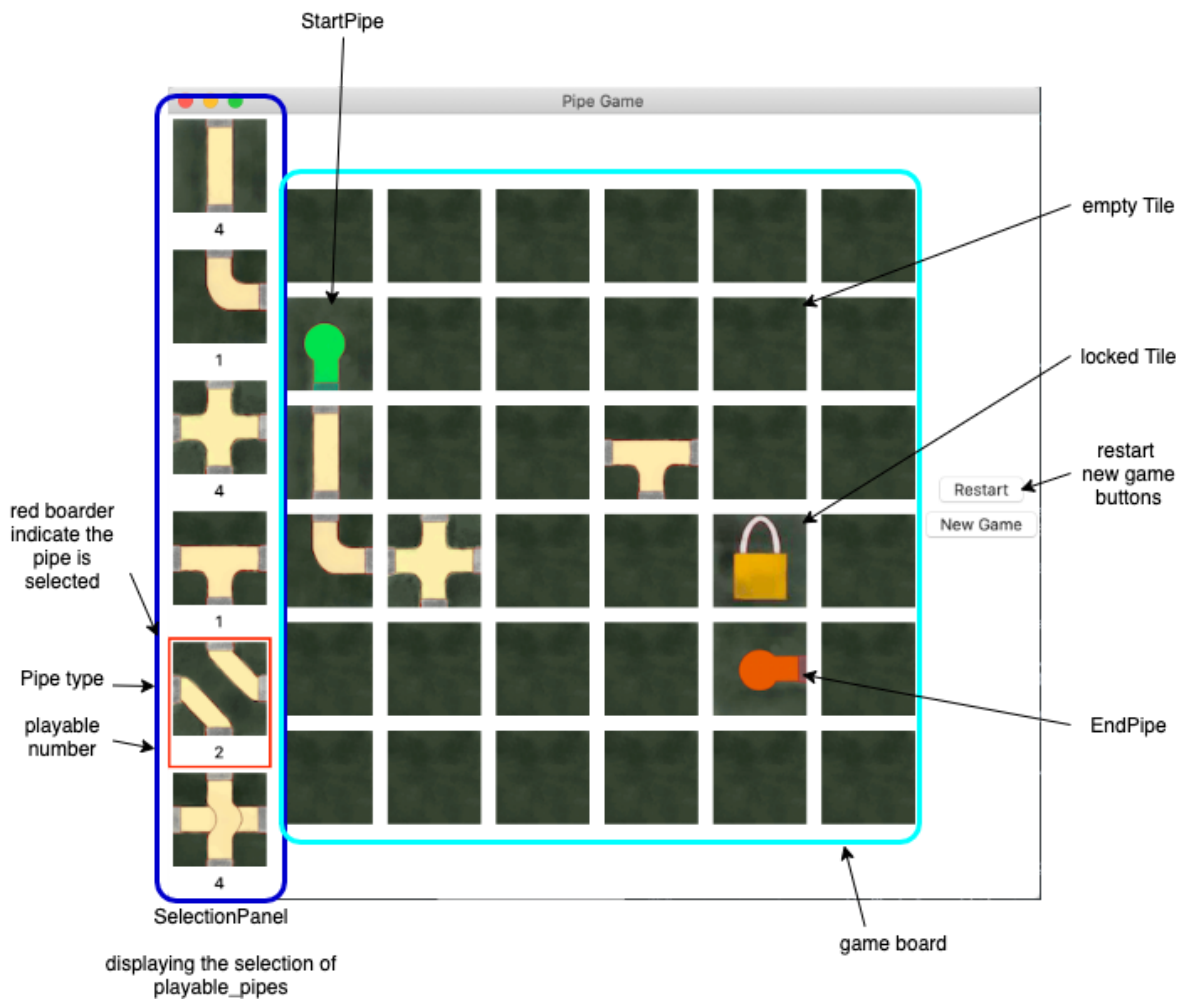 StartPipe
Pipe Game
4
1
4
1
2
4
empty Tile
locked Tile
restart
new game
buttons
Restart
New Game
red boarder
indicate the
pipe is
selected
Pipe type
playable
number
EndPipe
SelectionPanel
game board
displaying the selection of
playable_pipes